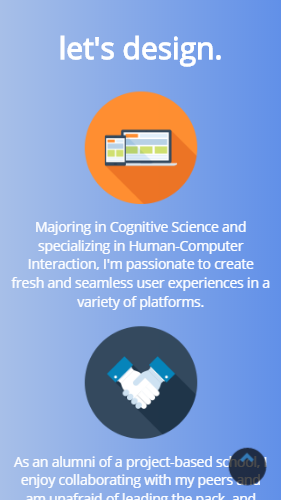 let's design.
Majoring in Cognitive Science and
specializing in Human-Computer
Interaction, I'm passionate to create
fresh and seamless user experiences in a
variety of platforms.
As an alumni of a project-based school, I
enjoy collaborating with my peers and
am unafraid of leading the pack, and